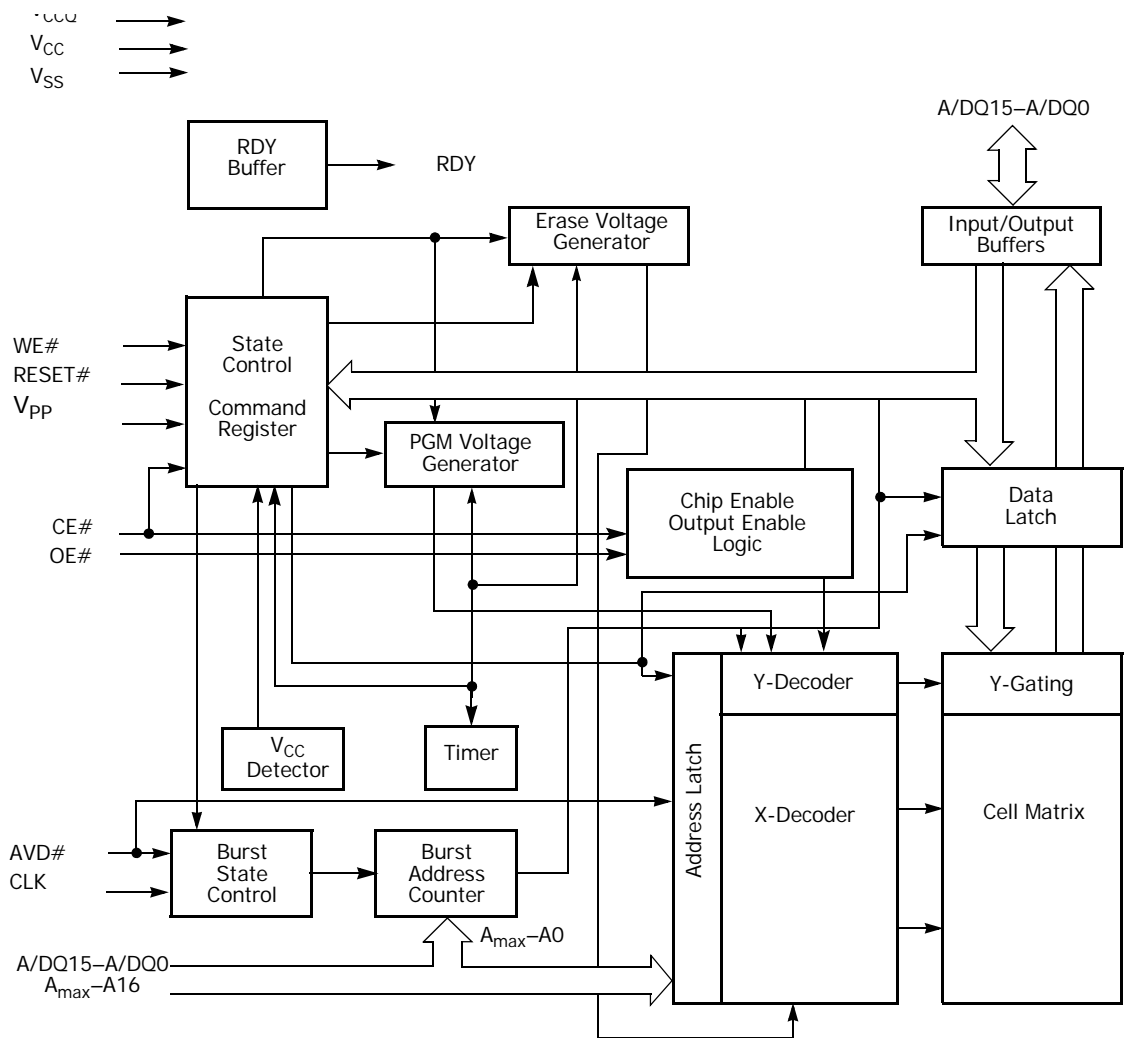 VCCQ
VCC
VSS
A/DQ15–A/DQ0
RDY
Buffer
RDY
Erase Voltage
Generator
Input/Output
Buffers
WE#
RESET#
VPP
State
Control
Command
Register
PGM Voltage
Generator
CE#
OE#
Chip Enable
Output Enable
Logic
Data
Latch
Y-Decoder
Y-Gating
VCC
Detector
Timer
Address Latch
X-Decoder
Cell Matrix
AVD#
CLK
Burst
State
Control
Burst
Address
Counter
Amax–A0
A/DQ15–A/DQ0
Amax–A16